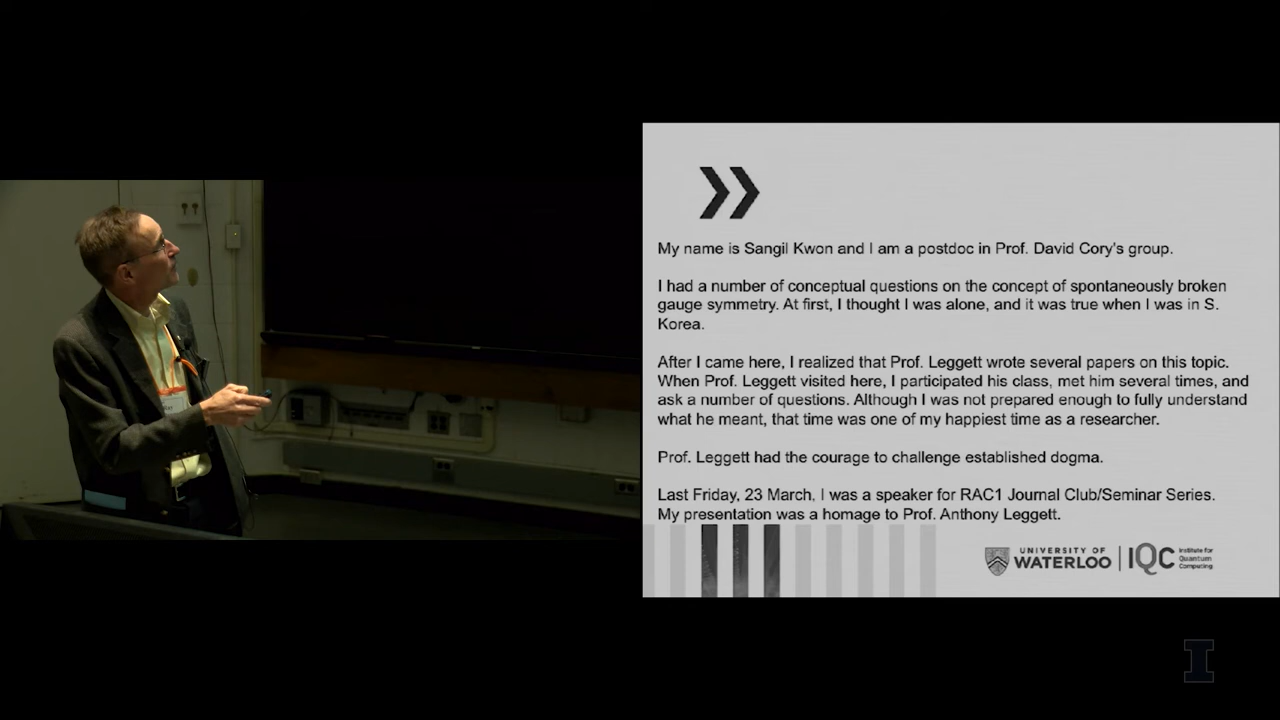 My name is Sangil Kwon and I am a postdoc in Prof. David Cory's group.
I had a number of conceptual questions on the concept of spontaneously broken
gauge symmetry. At first, I thought I was alone, and it was true when I was in S.
Korea.
After I came here, I realized that Prof. Leggett wrote several papers on this topic.
When Prof. Leggett visited here, I participated his class, met him several times, and
ask a number of questions. Although I was not prepared enough to fully understand
what he meant, that time was one of my happiest time as a researcher.
Prof. Leggett had the courage to challenge established dogma.
Last Friday, 23 March, I was a speaker for RAC1 Journal Club/Seminar Series.
My presentation was a homage to Prof. Anthony Leggett.
UNIVERSITY OF
WATERLOO
IQC
Institute for
Quantum
Computing
I